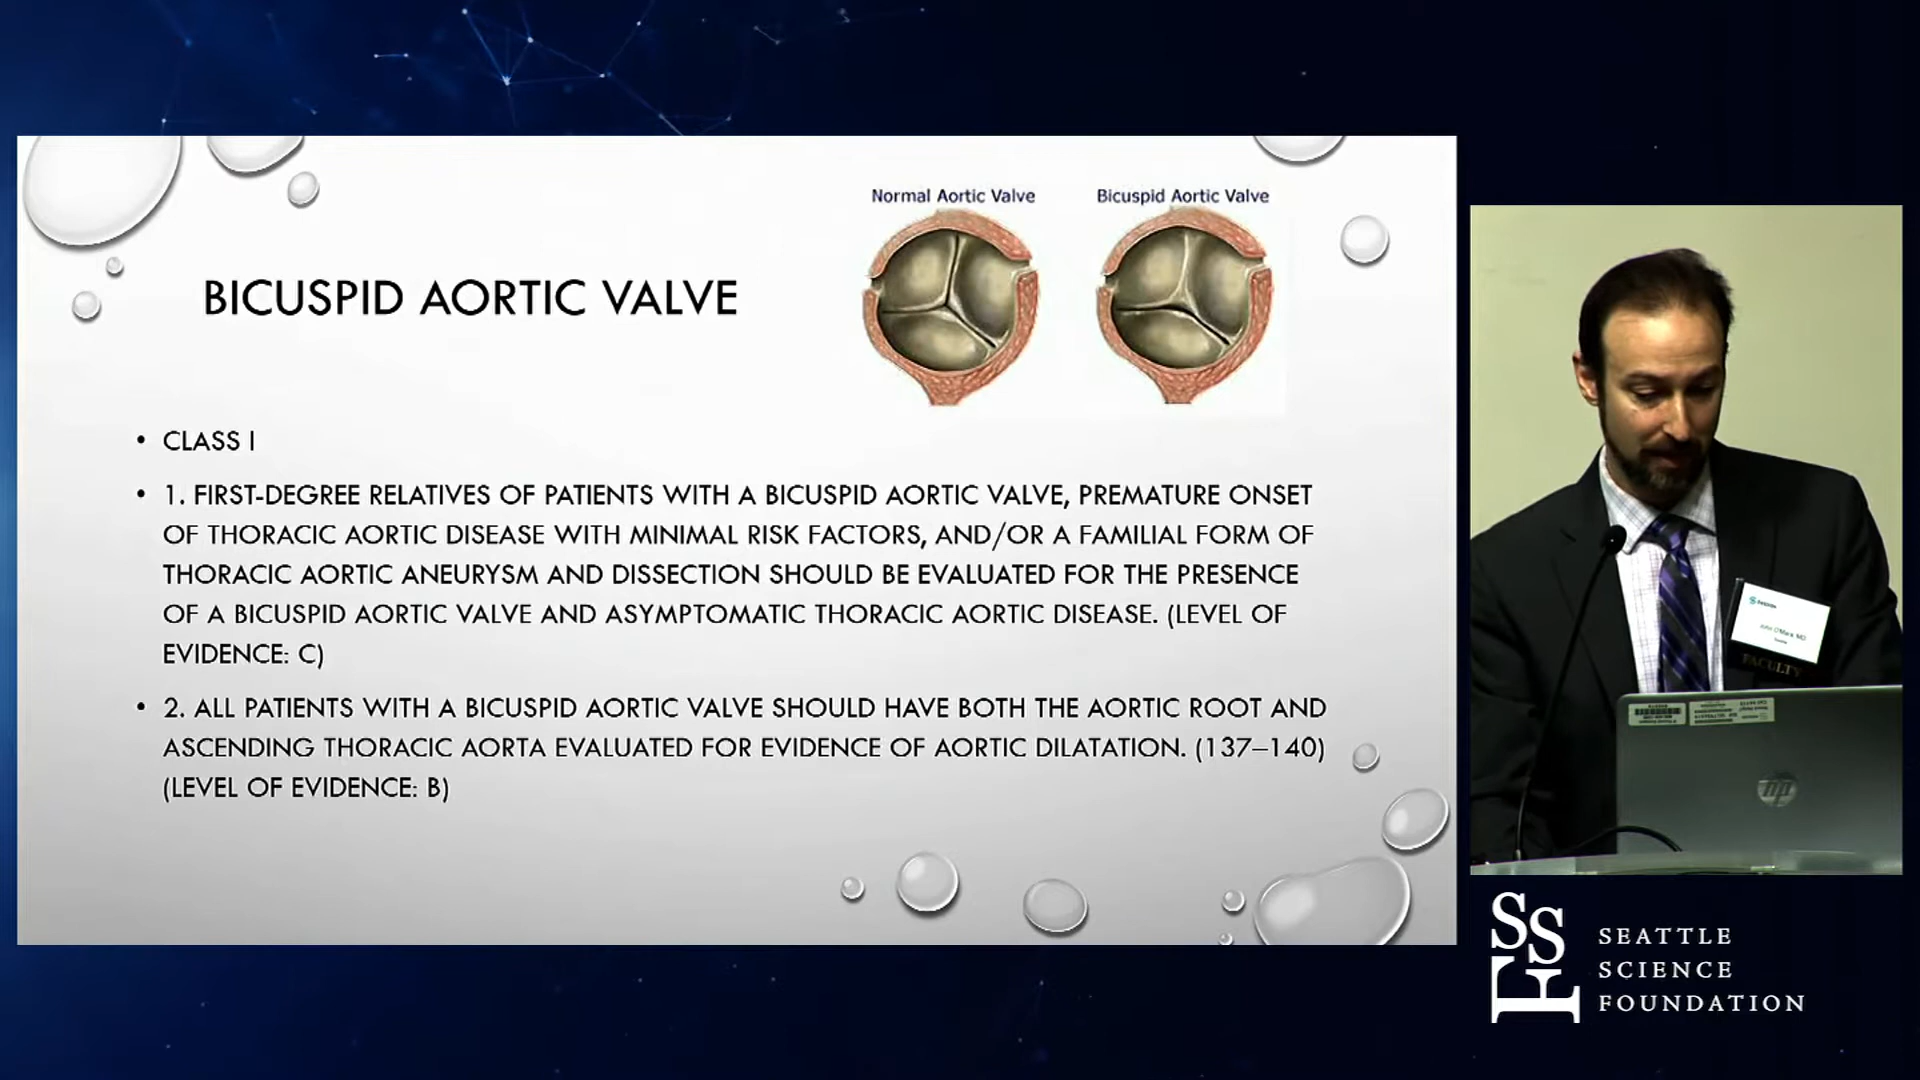 Normal Aortic Valve
Bicuspid Aortic Valve
BICUSPID AORTIC VALVE
• CLASS I
• 1. FIRST-DEGREE RELATIVES OF PATIENTS WITH A BICUSPID AORTIC VALVE, PREMATURE ONSET
OF THORACIC AORTIC DISEASE WITH MINIMAL RISK FACTORS, AND/OR A FAMILIAL FORM OF
THORACIC AORTIC ANEURYSM AND DISSECTION SHOULD BE EVALUATED FOR THE PRESENCE
OF A BICUSPID AORTIC VALVE AND ASYMPTOMATIC THORACIC AORTIC DISEASE. (LEVEL OF
EVIDENCE: C)
• 2. ALL PATIENTS WITH A BICUSPID AORTIC VALVE SHOULD HAVE BOTH THE AORTIC ROOT AND
ASCENDING THORACIC AORTA EVALUATED FOR EVIDENCE OF AORTIC DILATATION. (137–140)
(LEVEL OF EVIDENCE: B)
FACULTY
hp
SSF
SEATTLE
SCIENCE
FOUNDATION